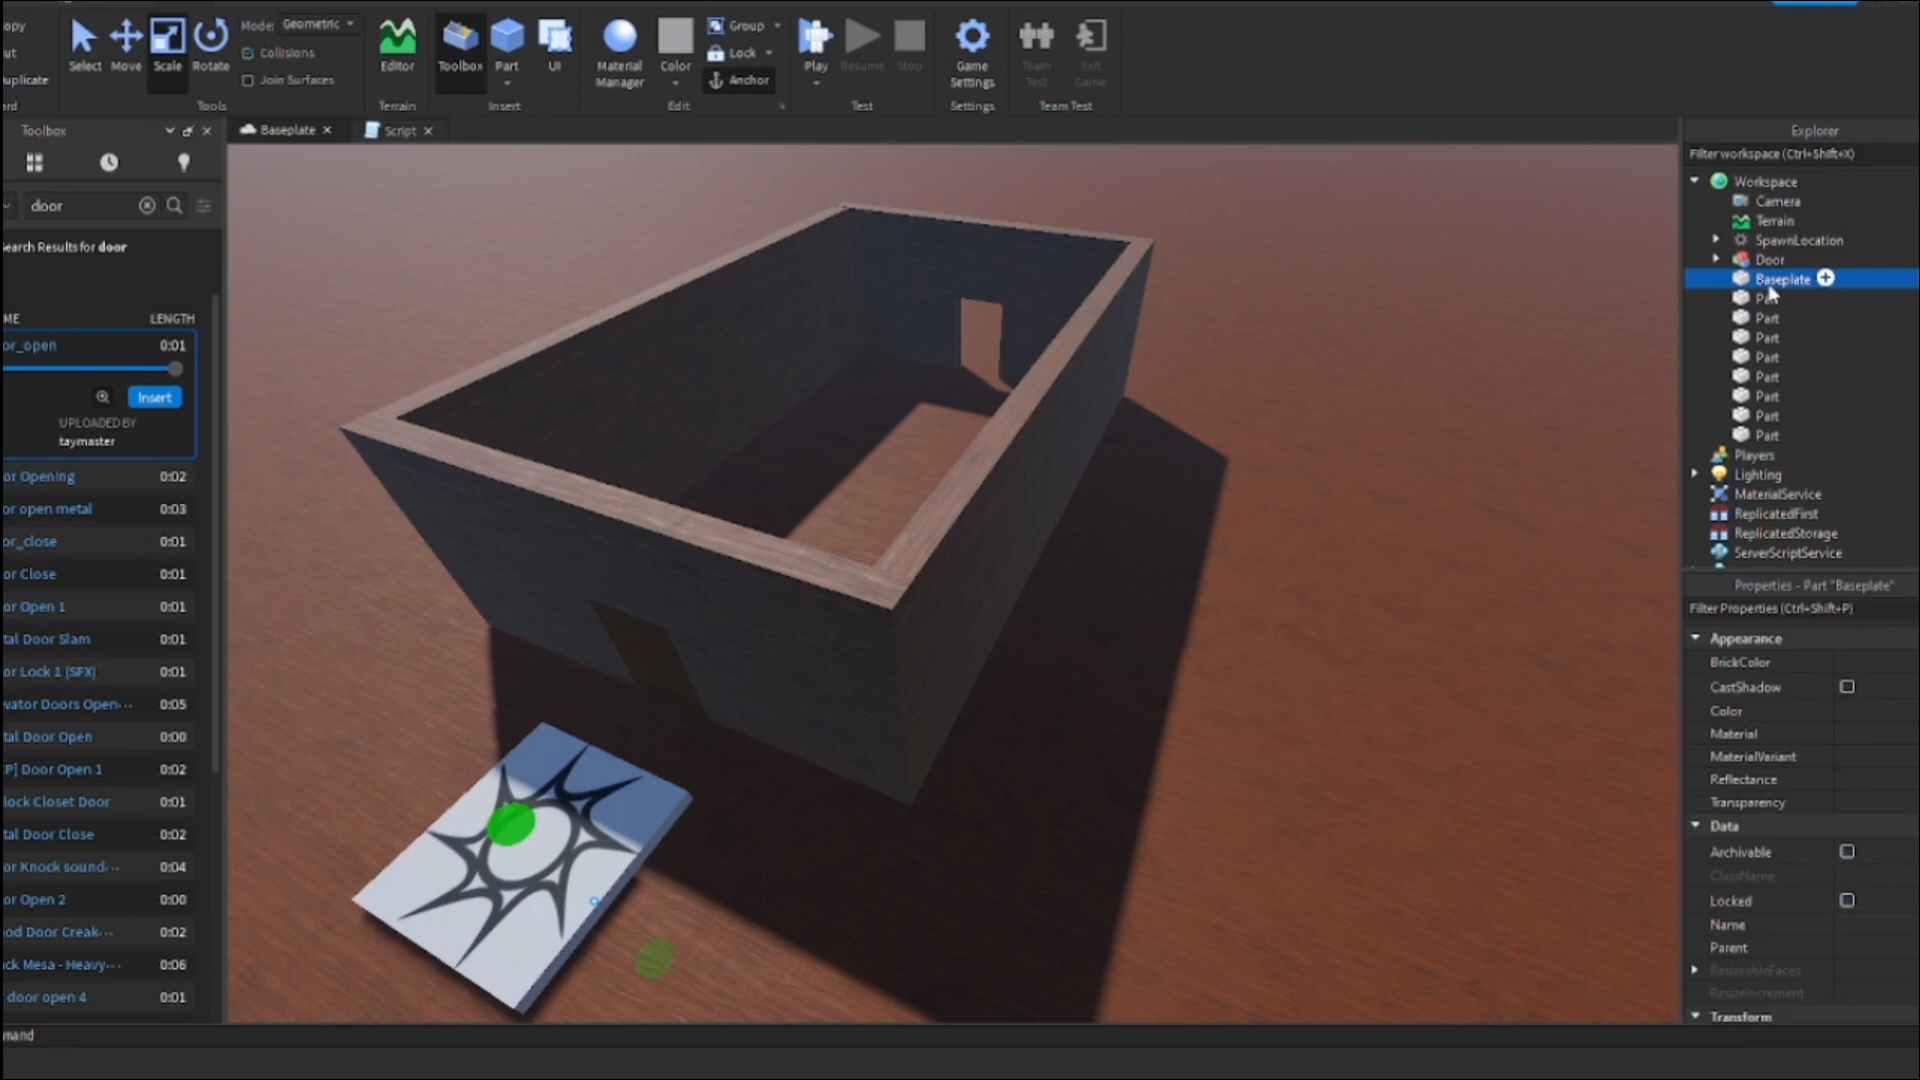 opy
ut
uplicate
ard
Select
Move
Scale
Rotate
Mode: Geometric
Collisions
Join Surfaces
Tools
Editor
Terrain
Toolbox
Part
UI
Insert
Material Manager
Color
Group
Lock
Anchor
Edit
Play
Resume
Stop
Test
Game Settings
Settings
Team Test
Exit Game
Team Test
Toolbox
Baseplate
Script
door
earch Results for door
ME LENGTH
or_open 0:01
Insert
UPLOADED BY
taymaster
or Opening 0:02
or open metal 0:03
or_close 0:01
or Close 0:01
or Open 1 0:01
tal Door Slam 0:01
or Lock 1 (SFX) 0:01
vator Doors Open··· 0:05
tal Door Open 0:00
P] Door Open 1 0:02
lock Closet Door 0:01
tal Door Close 0:02
or Knock sound··· 0:04
or Open 2 0:00
od Door Creak··· 0:02
ck Mesa - Heavy··· 0:06
door open 4 0:01
mand
Explorer
Filter workspace (Ctrl+Shift+X)
Workspace
Camera
Terrain
SpawnLocation
Door
Baseplate
Part
Part
Part
Part
Part
Part
Part
Players
Lighting
MaterialService
ReplicatedFirst
ReplicatedStorage
ServerScriptService
Properties - Part "Baseplate"
Filter Properties (Ctrl+Shift+P)
Appearance
BrickColor
CastShadow
Color
Material
MaterialVariant
Reflectance
Transparency
Data
Archivable
ClassName
Locked
Name
Parent
ResizeableFaces
ResizeIncrement
Transform